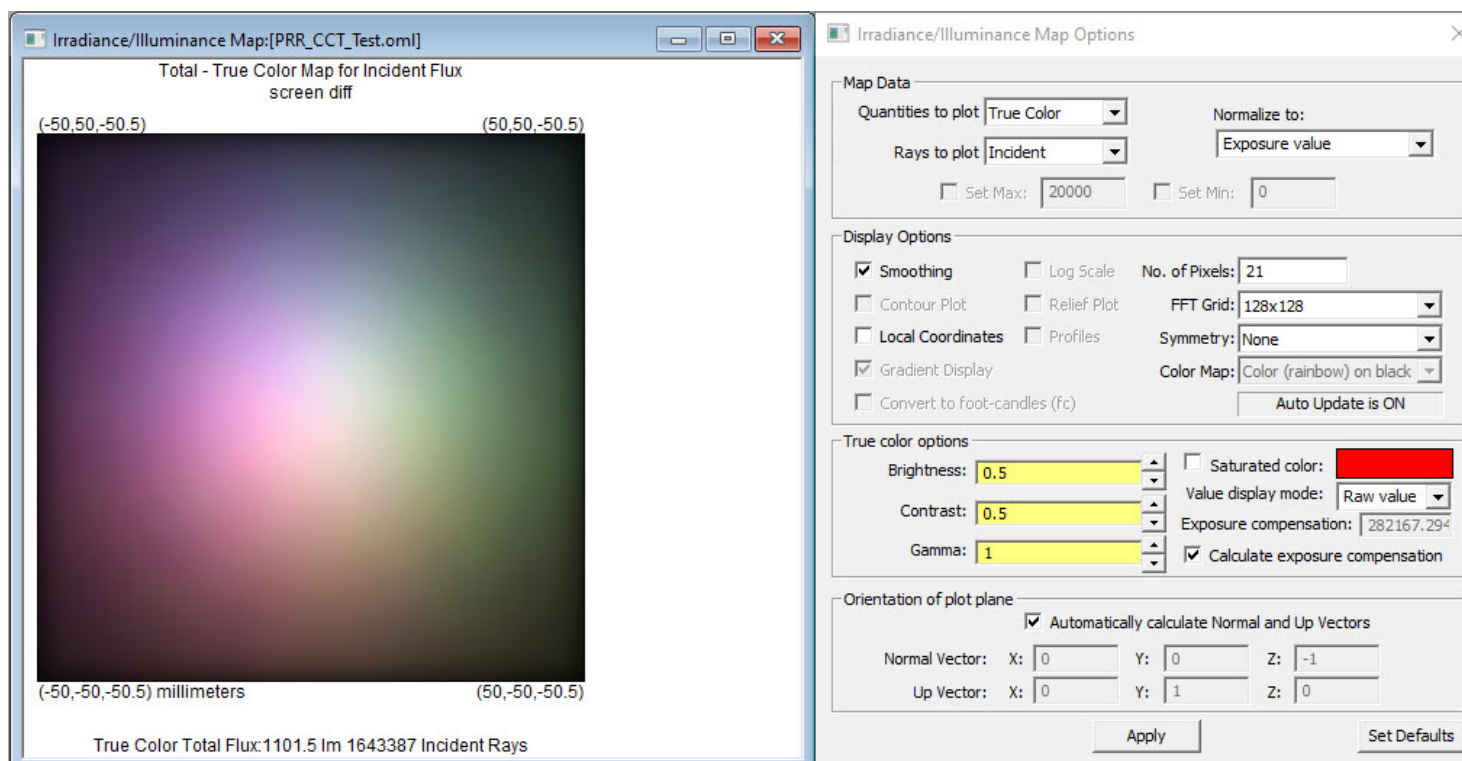 Irradiance/Illuminance Map:[PRR_CCT_Test.oml]
Total - True Color Map for Incident Flux
screen diff
(-50,50,-50.5) (50,50,-50.5)
(-50,-50,-50.5) millimeters (50,-50,-50.5)
True Color Total Flux:1101.5 lm 1643387 Incident Rays
Irradiance/Illuminance Map Options
Map Data
Quantities to plot True Color Normalize to:
Rays to plot Incident Exposure value
Set Max: 20000 Set Min: 0
Display Options
Smoothing Log Scale No. of Pixels: 21
Contour Plot Relief Plot FFT Grid: 128x128
Local Coordinates Profiles Symmetry: None
Gradient Display Color Map: Color (rainbow) on black
Convert to foot-candles (fc) Auto Update is ON
True color options
Brightness: 0.5 Saturated color:
Value display mode: Raw value
Contrast: 0.5 Exposure compensation: 282167.294
Gamma: 1 Calculate exposure compensation
Orientation of plot plane
Automatically calculate Normal and Up Vectors
Normal Vector: X: 0 Y: 0 Z: -1
Up Vector: X: 0 Y: 1 Z: 0
Apply Set Defaults